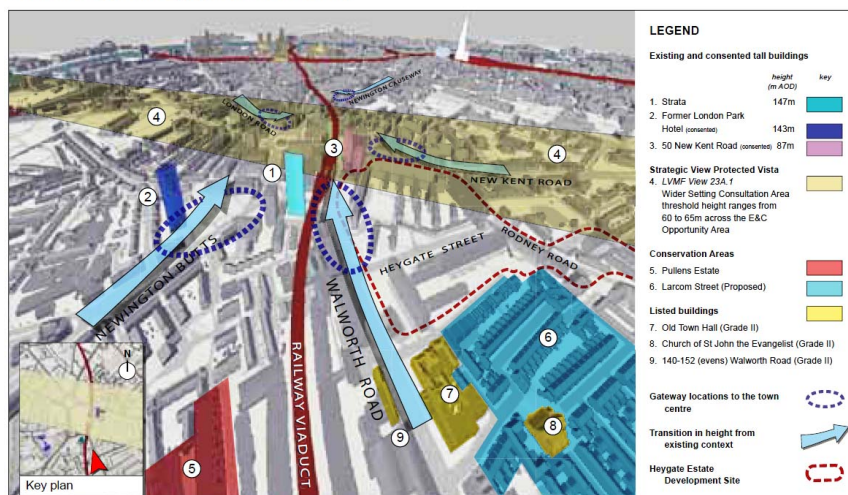 LONDON ROAD
NEWINGTON CAUSEWAY
4
3
4
1
2
NEW KENT ROAD
NEWINGTON BUTTS
HEYGATE STREET
RODNEY ROAD
WALWORTH ROAD
RAILWAY VIADUCT
6
7
8
9
5
N
Key plan
LEGEND
Existing and consented tall buildings
height key
(m AOD)
1. Strata 147m
2. Former London Park
Hotel (consented) 143m
3. 50 New Kent Road (consented) 87m
Strategic View Protected Vista
4. LVMF View 23A.1
Wider Setting Consultation Area
threshold height ranges from
60 to 65m across the E&C
Opportunity Area
Conservation Areas
5. Pullens Estate
6. Larcom Street (Proposed)
Listed buildings
7. Old Town Hall (Grade II)
8. Church of St John the Evangelist (Grade II)
9. 140-152 (evens) Walworth Road (Grade II)
Gateway locations to the town
centre
Transition in height from
existing context
Heygate Estate
Development Site